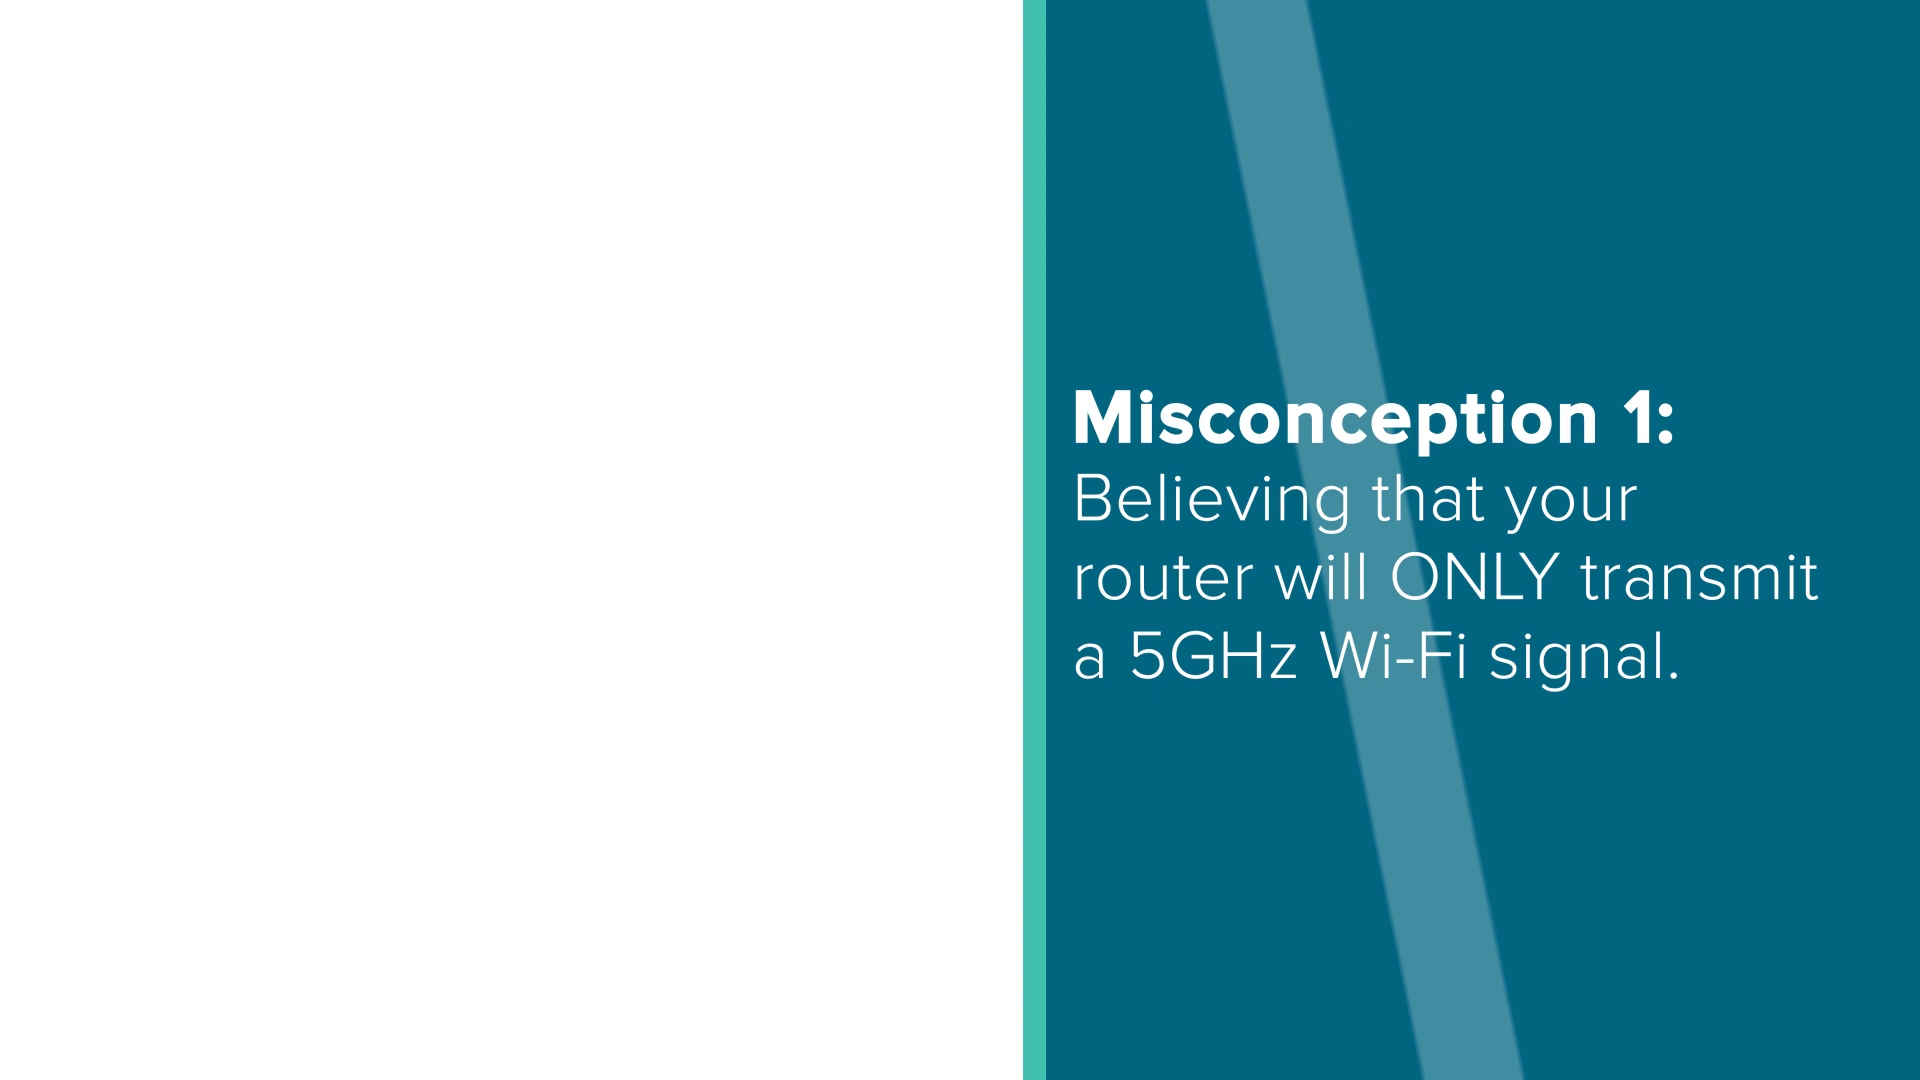 Misconception 1:
Believing that your
router will ONLY transmit
a 5GHz Wi-Fi signal.